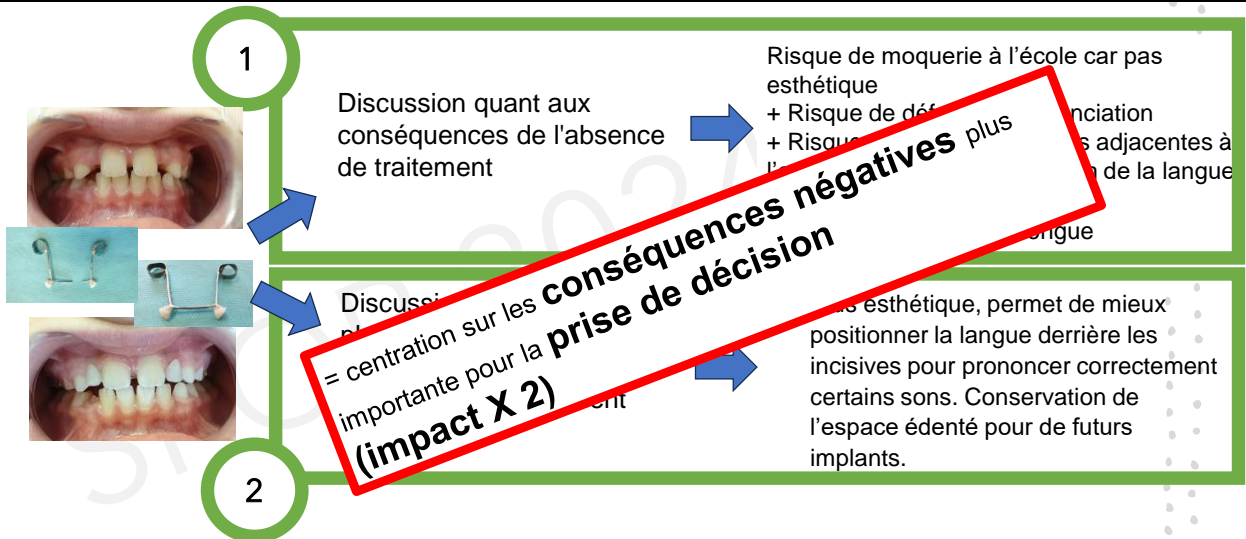 1
Discussion quant aux
conséquences de l'absence
de traitement
Risque de moquerie à l'école car pas
esthétique
+ Risque de nciation
+ Risque s adjacentes à
de la langue
ongue
= centration sur les conséquences négatives plus
importante pour la prise de décision
(impact X 2)
Discussi
ent
esthétique, permet de mieux
positionner la langue derrière les
incisives pour prononcer correctement
certains sons. Conservation de
l'espace édenté pour de futurs
implants.
2